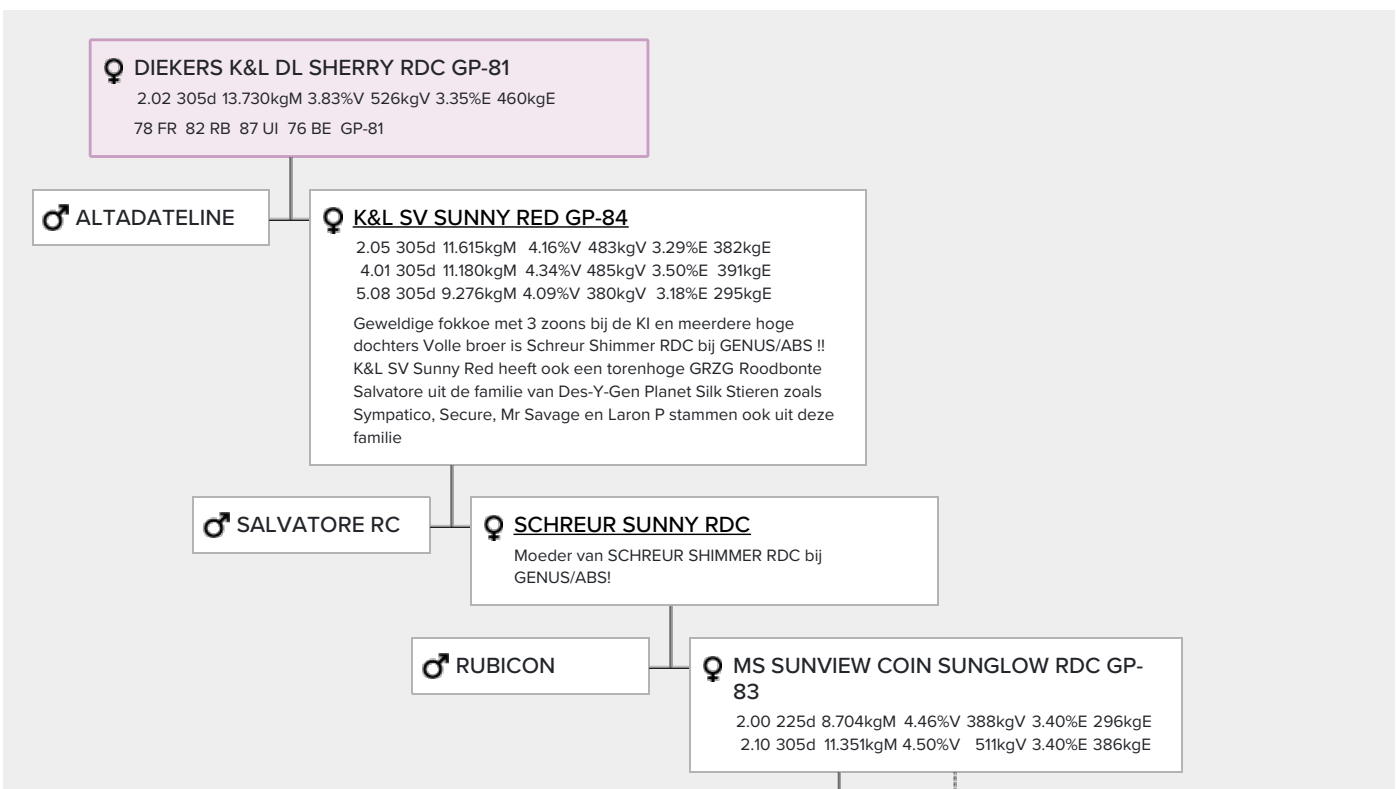 DIEKERS K&L DL SHERRY RDC GP-81
2.02 305d 13.730kgM 3.83%V 526kgV 3.35%E 460kgE
78 FR 82 RB 87 UI 76 BE GP-81
ALTADATELINE
K&L SV SUNNY RED GP-84
2.05 305d 11.615kgM 4.16%V 483kgV 3.29%E 382kgE
4.01 305d 11.180kgM 4.34%V 485kgV 3.50%E 391kgE
5.08 305d 9.276kgM 4.09%V 380kgV 3.18%E 295kgE
Geweldige fokkoe met 3 zoons bij de KI en meerdere hoge
dochters Volle broer is Schreur Shimmer RDC bij GENUS/ABS !!
K&L SV Sunny Red heeft ook een torenhoge GRZG Roodbonte
Salvatore uit de familie van Des-Y-Gen Planet Silk Stieren zoals
Sympatico, Secure, Mr Savage en Laron P stammen ook uit deze
familie
SALVATORE RC
SCHREUR SUNNY RDC
Moeder van SCHREUR SHIMMER RDC bij
GENUS/ABS!
RUBICON
MS SUNVIEW COIN SUNGLOW RDC GP-
83
2.00 225d 8.704kgM 4.46%V 388kgV 3.40%E 296kgE
2.10 305d 11.351kgM 4.50%V 511kgV 3.40%E 386kgE